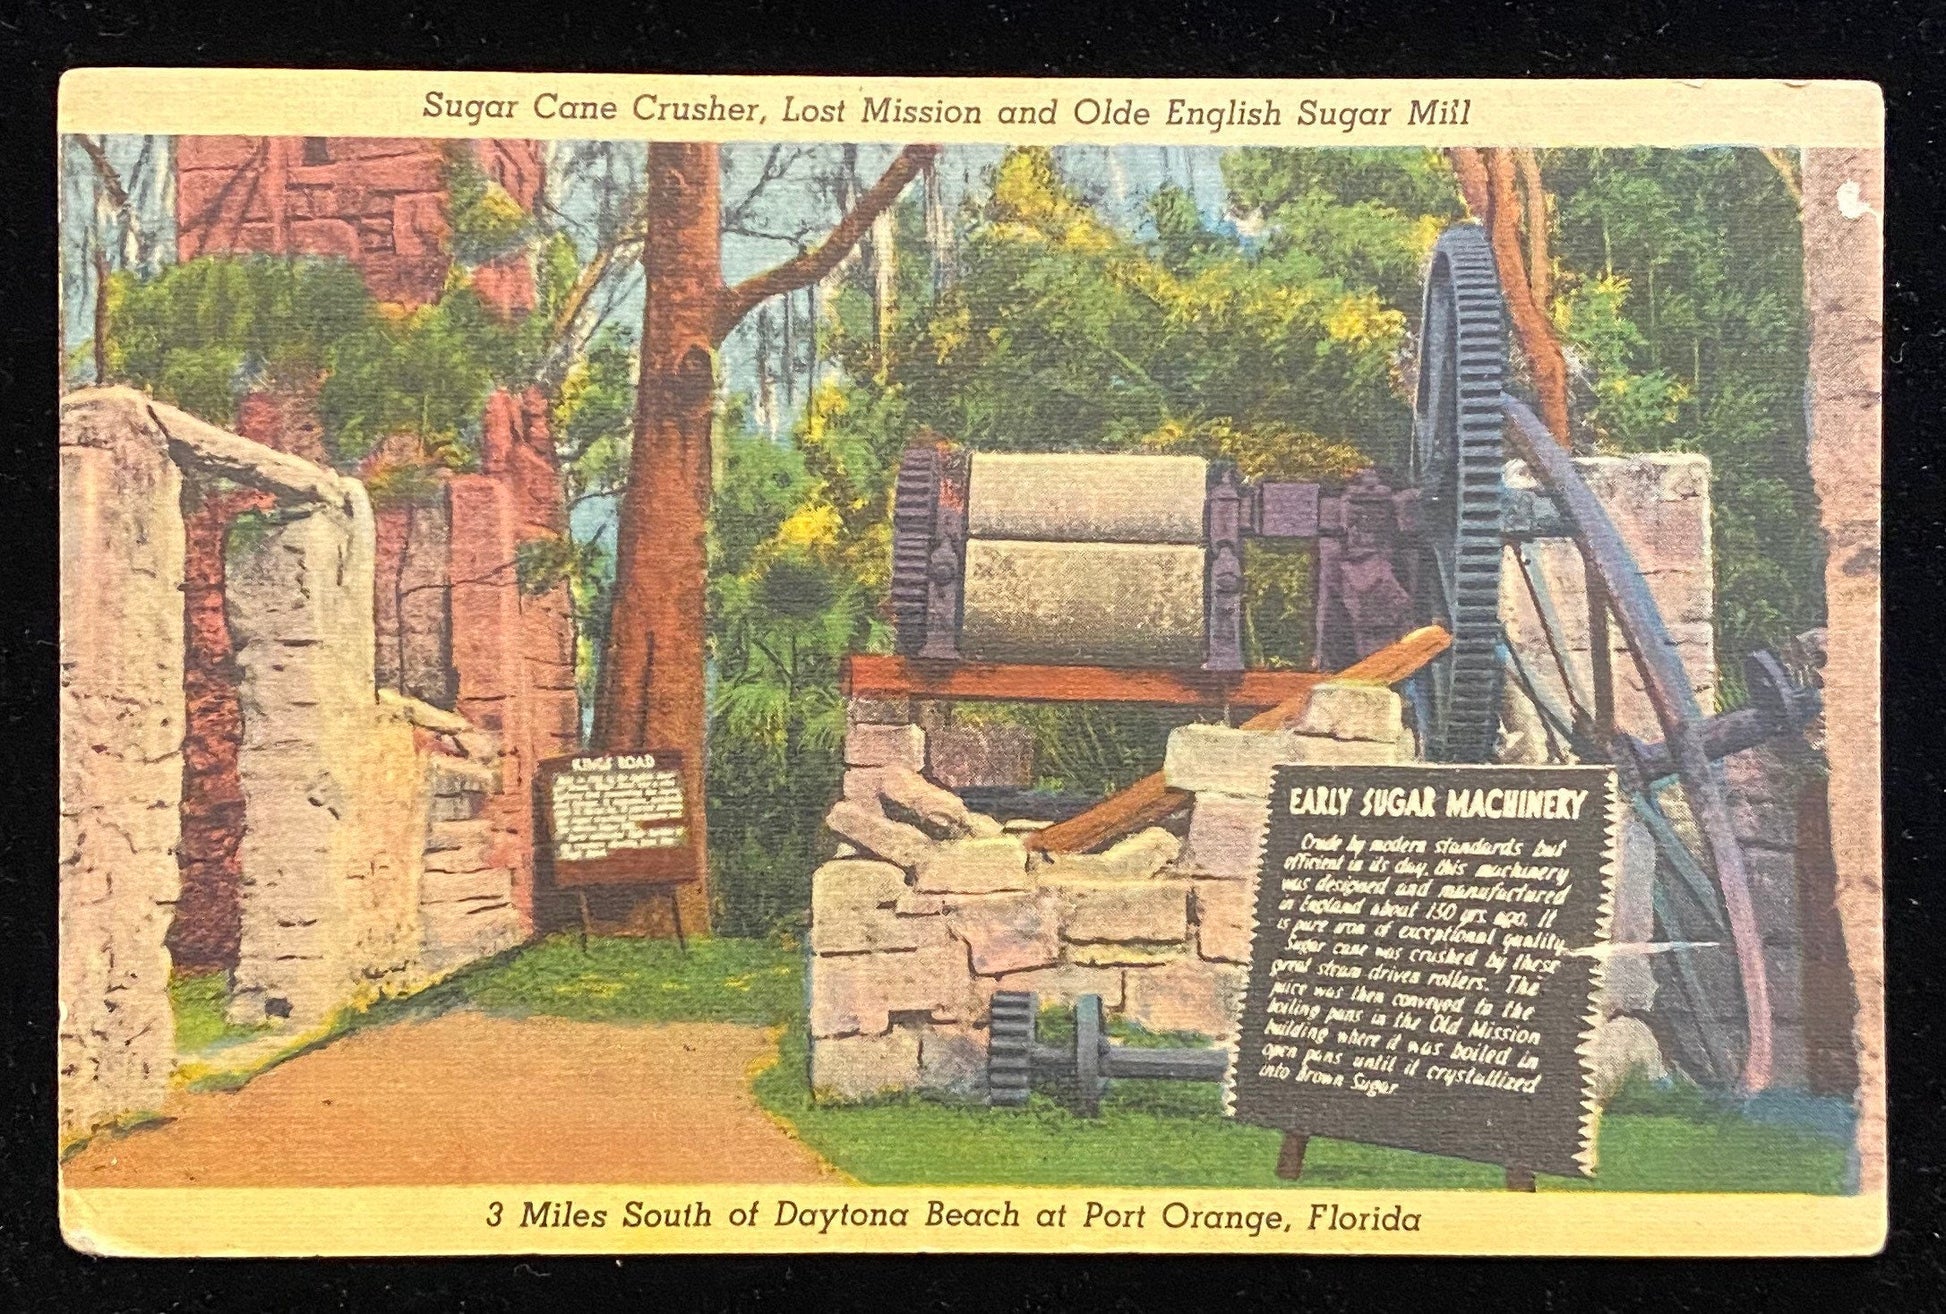 Sugar Cane Crusher, Lost Mission and Olde English Sugar Mill
KINGS ROAD
EARLY SUGAR MACHINERY
Crude by modern standards but
efficient in its day, this machinery
was designed and manufactured
in England about 150 yrs. ago. It
is pure iron of exceptional quality.
Sugar cane was crushed by these
great steam driven rollers. The
juice was then conveyed to the
boiling pans in the Old Mission
building where it was boiled in
open pans until it crystallized
into Brown Sugar
3 Miles South of Daytona Beach at Port Orange, Florida